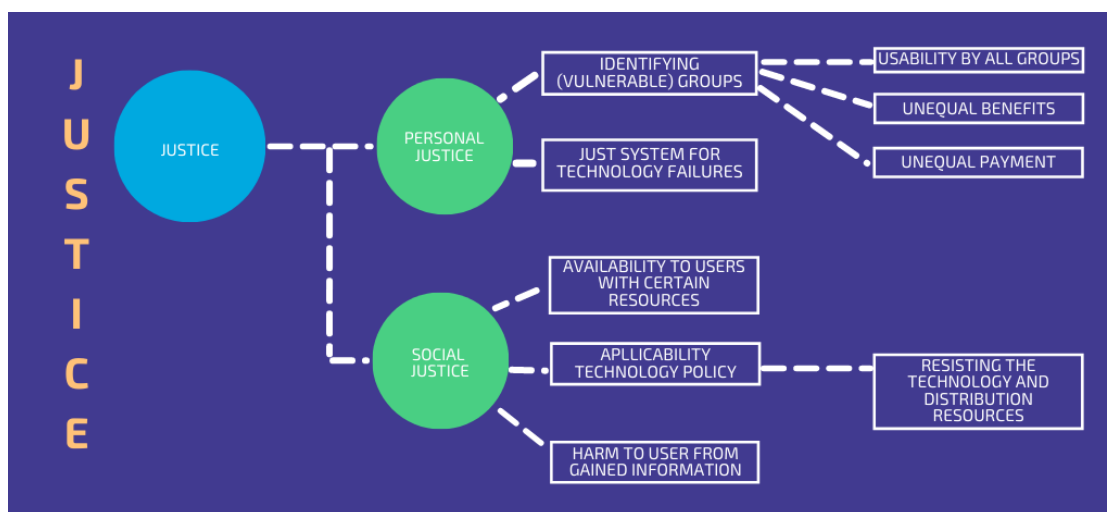 JUSTICE
JUSTICE
PERSONAL
JUSTICE
IDENTIFYING
(VULNERABLE) GROUPS
USABILITY BY ALL GROUPS
UNEQUAL BENEFITS
UNEQUAL PAYMENT
JUST SYSTEM FOR
TECHNOLOGY FAILURES
SOCIAL
JUSTICE
AVAILABILITY TO USERS
WITH CERTAIN
RESOURCES
APLLICABILITY
TECHNOLOGY POLICY
RESISTING THE
TECHNOLOGY AND
DISTRIBUTION
RESOURCES
HARM TO USER FROM
GAINED INFORMATION